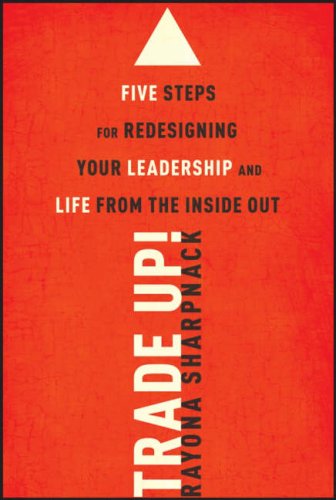 FIVE STEPS
FOR REDESIGNING
YOUR LEADERSHIP AND
LIFE FROM THE INSIDE OUT
TRADE UP!
RAYONA SHARPNACK